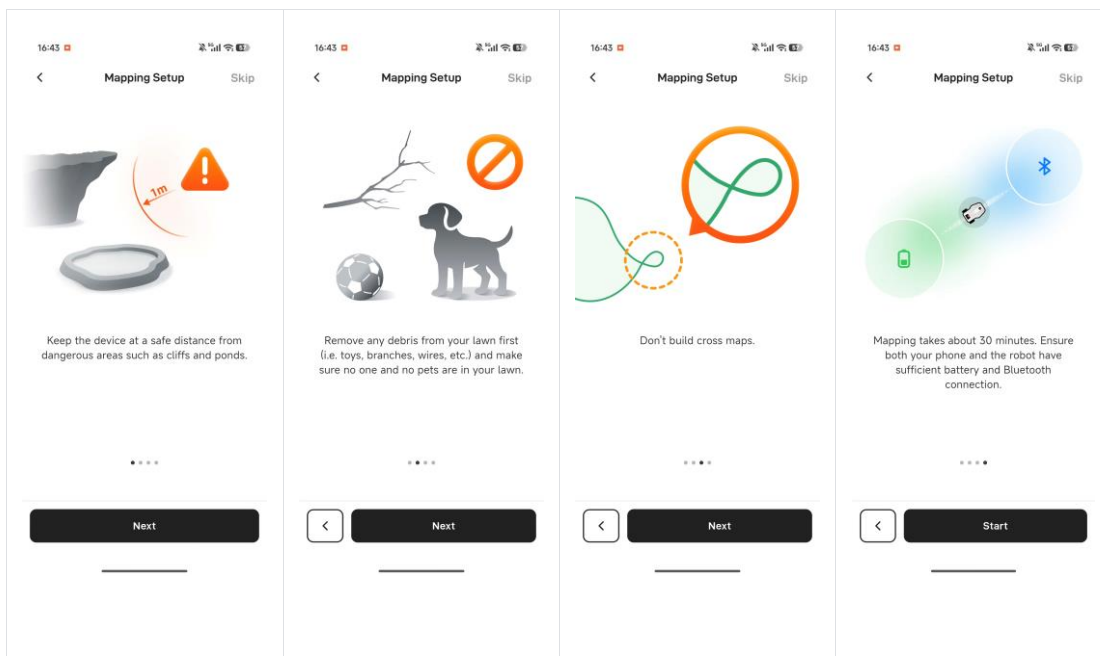 16:43
Mapping Setup
Skip
1m
Keep the device at a safe distance from
dangerous areas such as cliffs and ponds.
Next
16:43
Mapping Setup
Skip
Remove any debris from your lawn first
(i.e. toys, branches, wires, etc.) and make
sure no one and no pets are in your lawn.
Next
16:43
Mapping Setup
Skip
Don't build cross maps.
Next
16:43
Mapping Setup
Skip
Mapping takes about 30 minutes. Ensure
both your phone and the robot have
sufficient battery and Bluetooth
connection.
Start